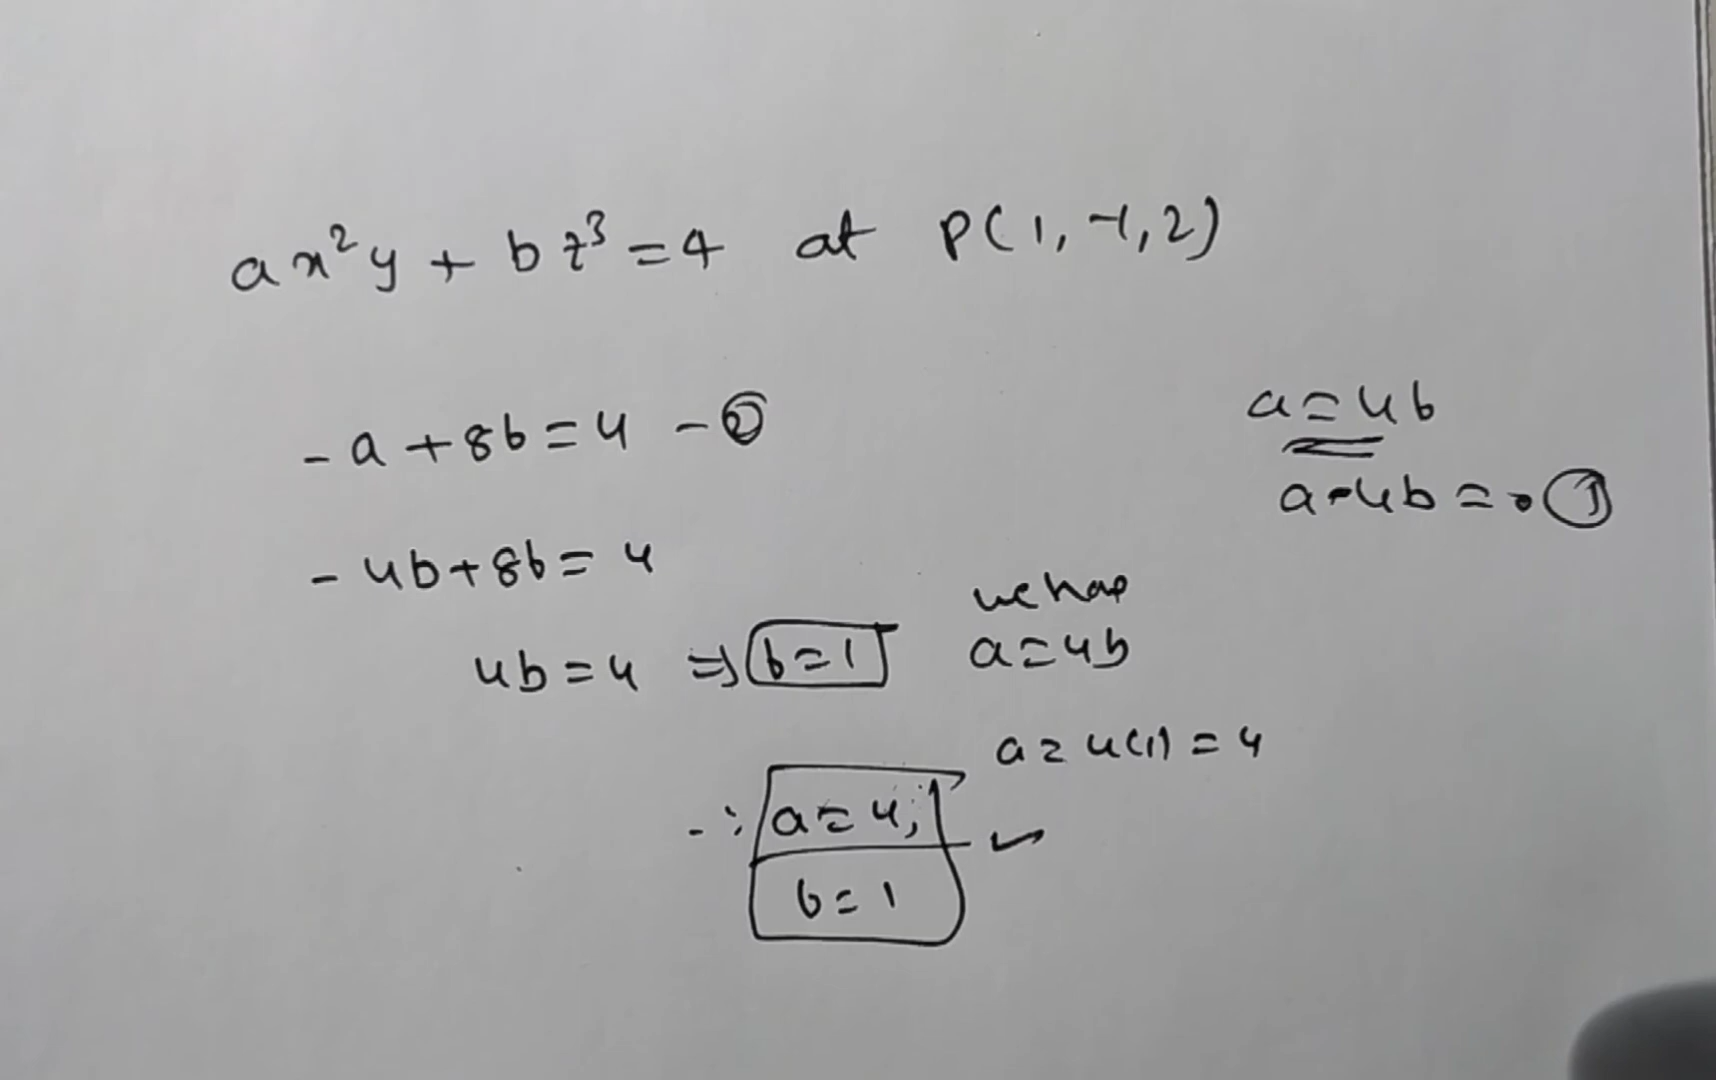 ax²y + bz³ = 4 at P(1, -1, 2)
-a + 8b = 4 - ②
a = 4b
a - 4b = 0 ①
-4b + 8b = 4
we have
4b = 4 ⇒ b = 1
a = 4b
a = 4(1) = 4
∴ a = 4;
b = 1